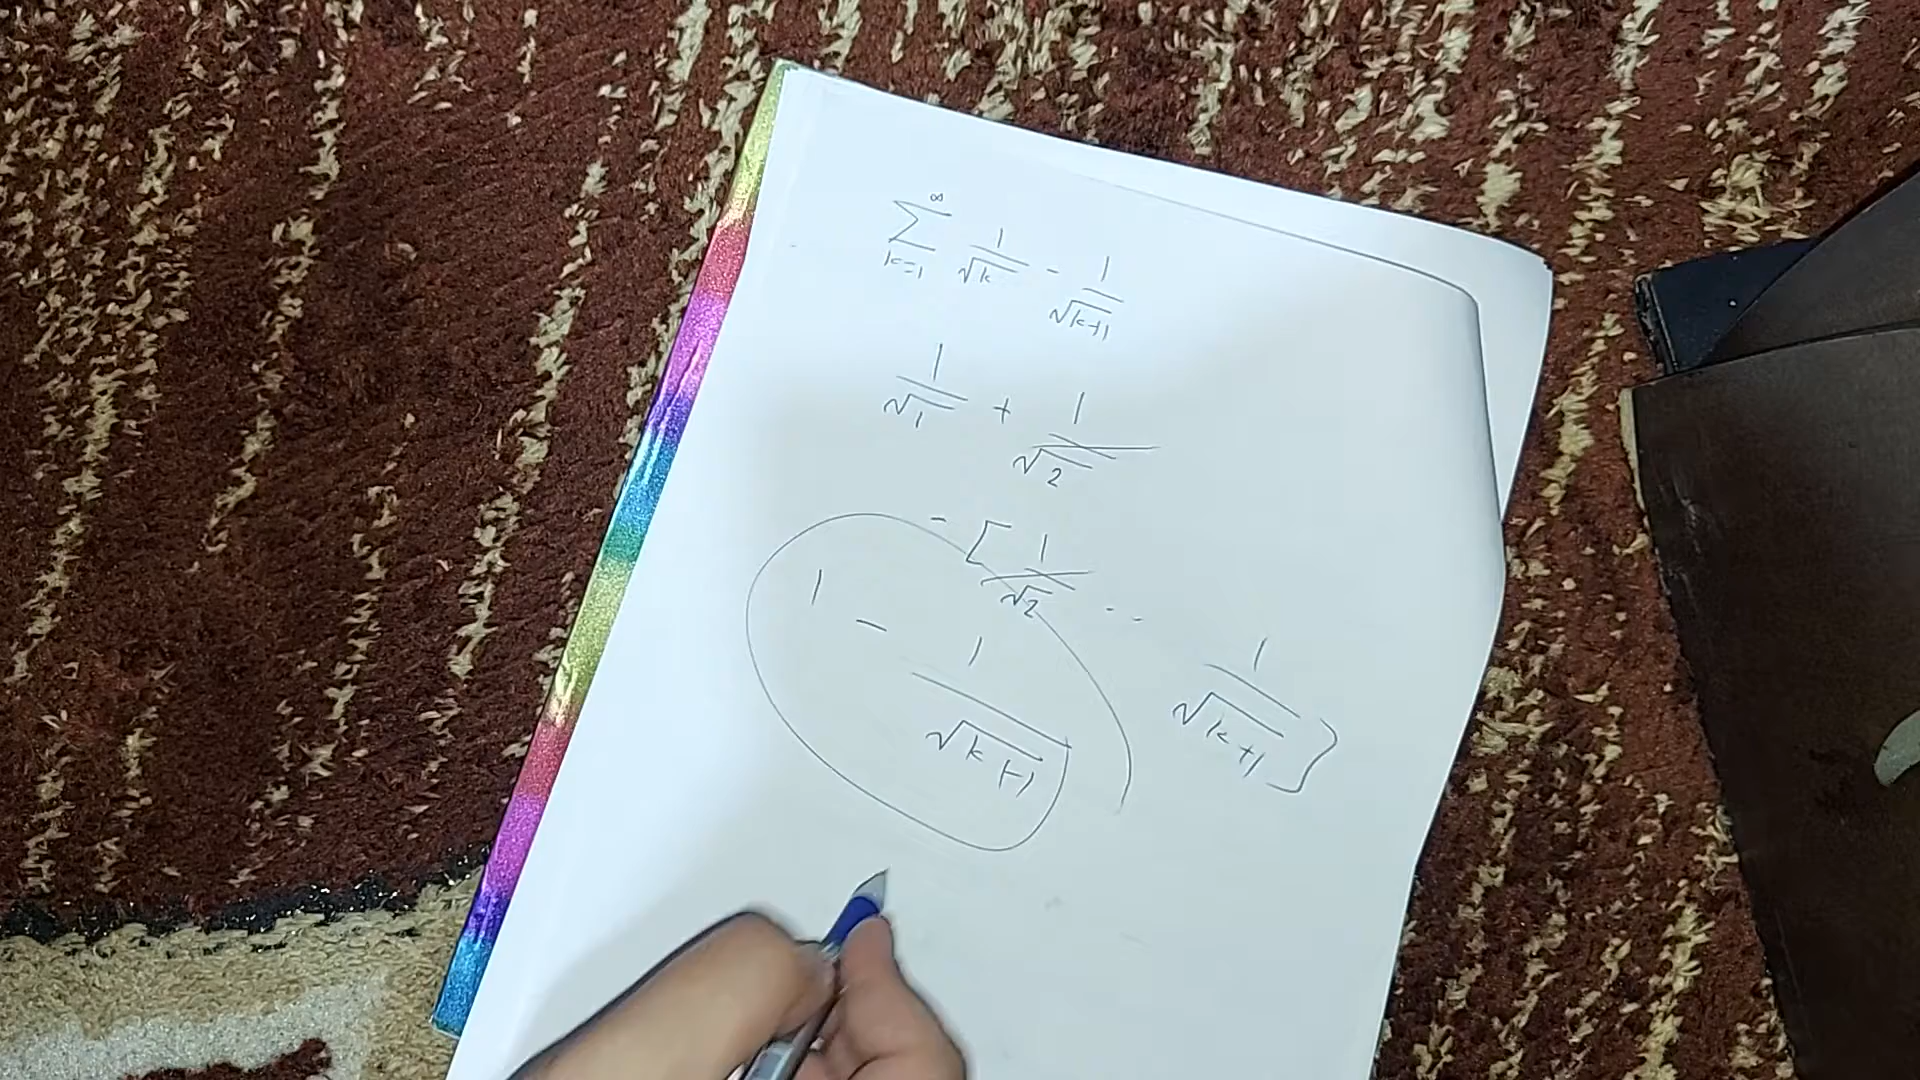 ∞
∑ 1/√k - 1/√k+1
k=1
1/√1 + 1/√2
- [ 1/√2 . . 1/√k+1 ]
1 - 1/√k+1